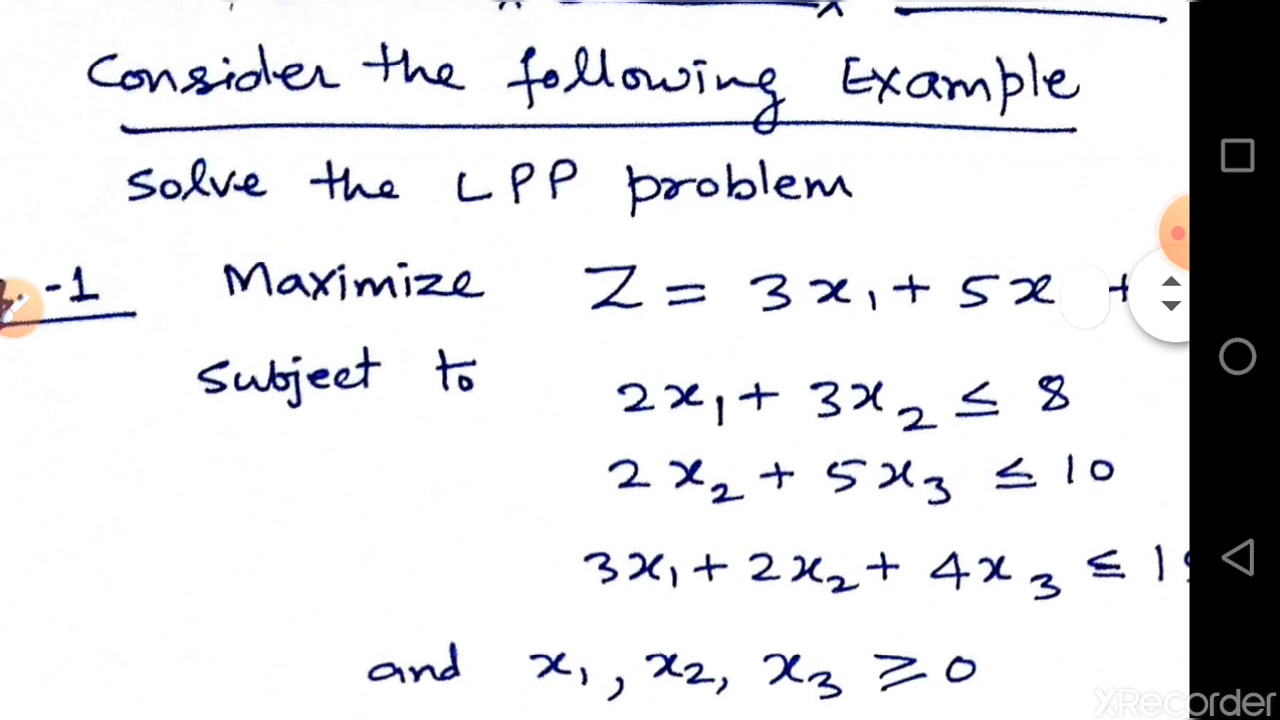 Consider the following Example
solve the LPP problem
-1 Maximize Z = 3x₁ + 5x +
subject to
2x₁ + 3x₂ ≤ 8
2x₂ + 5x₃ ≤ 10
3x₁ + 2x₂ + 4x₃ ≤ 1
and x₁, x₂, x₃ ≥ 0
XRecorder